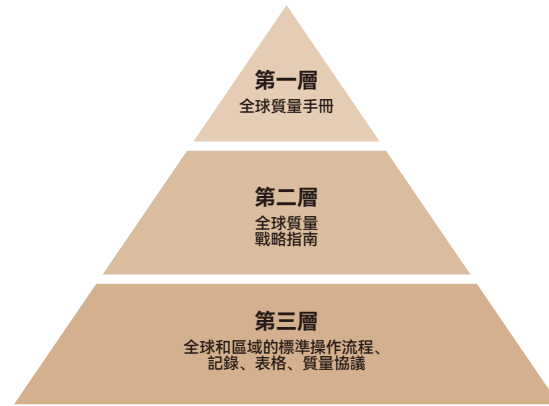 第一層
全球質量手冊
第二層
全球質量
戰略指南
第三層
全球和區域的標準操作流程、
記錄、表格、質量協議